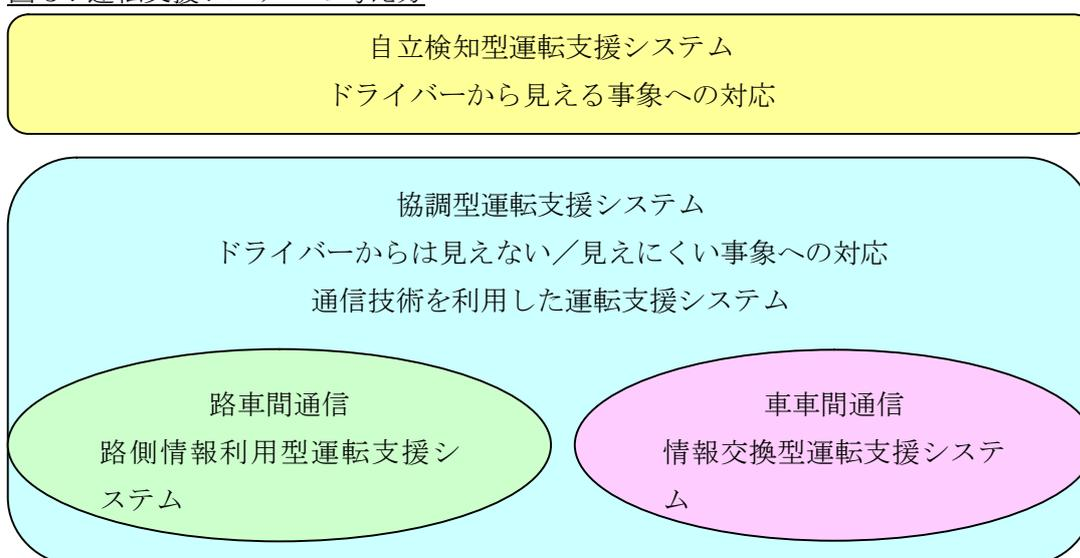 自立検知型運転支援システム
ドライバーから見える事象への対応
協調型運転支援システム
ドライバーからは見えない／見えにくい事象への対応
通信技術を利用した運転支援システム
路車間通信
路側情報利用型運転支援シ
ステム
車車間通信
情報交換型運転支援システ
ム